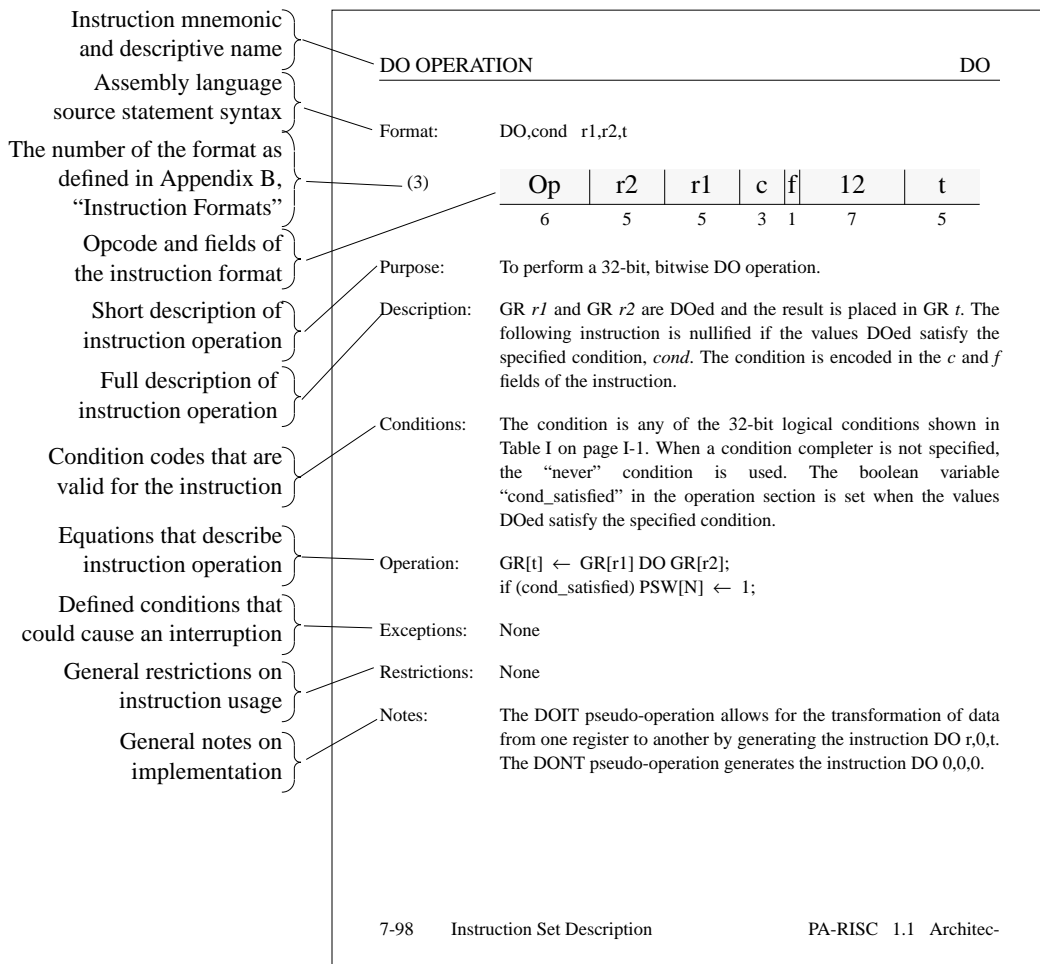 Instruction mnemonic
and descriptive name
Assembly language
source statement syntax
The number of the format as
defined in Appendix B,
“Instruction Formats”
Opcode and fields of
the instruction format
Short description of
instruction operation
Full description of
instruction operation
Condition codes that are
valid for the instruction
Equations that describe
instruction operation
Defined conditions that
could cause an interruption
General restrictions on
instruction usage
General notes on
implementation
DO OPERATION DO
Format: DO,cond r1,r2,t
(3) Op r2 r1 c f 12 t
6 5 5 3 1 7 5
Purpose: To perform a 32-bit, bitwise DO operation.
Description: GR r1 and GR r2 are DOed and the result is placed in GR t. The
following instruction is nullified if the values DOed satisfy the
specified condition, cond. The condition is encoded in the c and f
fields of the instruction.
Conditions: The condition is any of the 32-bit logical conditions shown in
Table I on page I-1. When a condition completer is not specified,
the “never” condition is used. The boolean variable
“cond_satisfied” in the operation section is set when the values
DOed satisfy the specified condition.
Operation: GR[t] ← GR[r1] DO GR[r2];
if (cond_satisfied) PSW[N] ← 1;
Exceptions: None
Restrictions: None
Notes: The DOIT pseudo-operation allows for the transformation of data
from one register to another by generating the instruction DO r,0,t.
The DONT pseudo-operation generates the instruction DO 0,0,0.
7-98 Instruction Set Description PA-RISC 1.1 Architec-